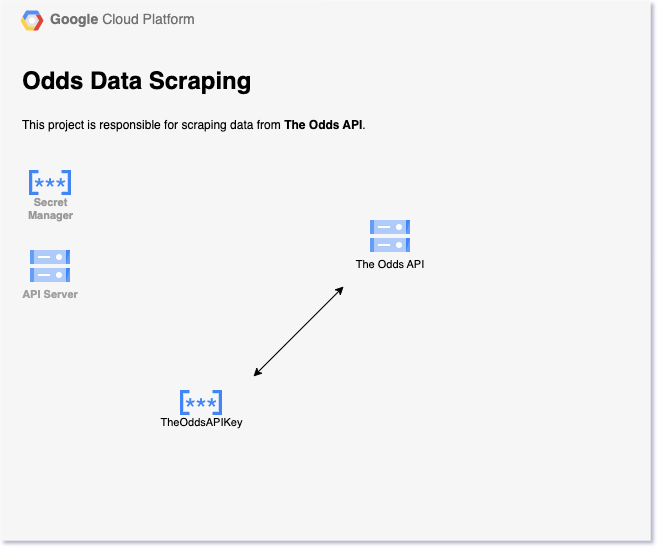 Google Cloud Platform
Odds Data Scraping
This project is responsible for scraping data from The Odds API.
[***]
Secret
Manager
API Server
The Odds API
[***]
TheOddsAPIKey